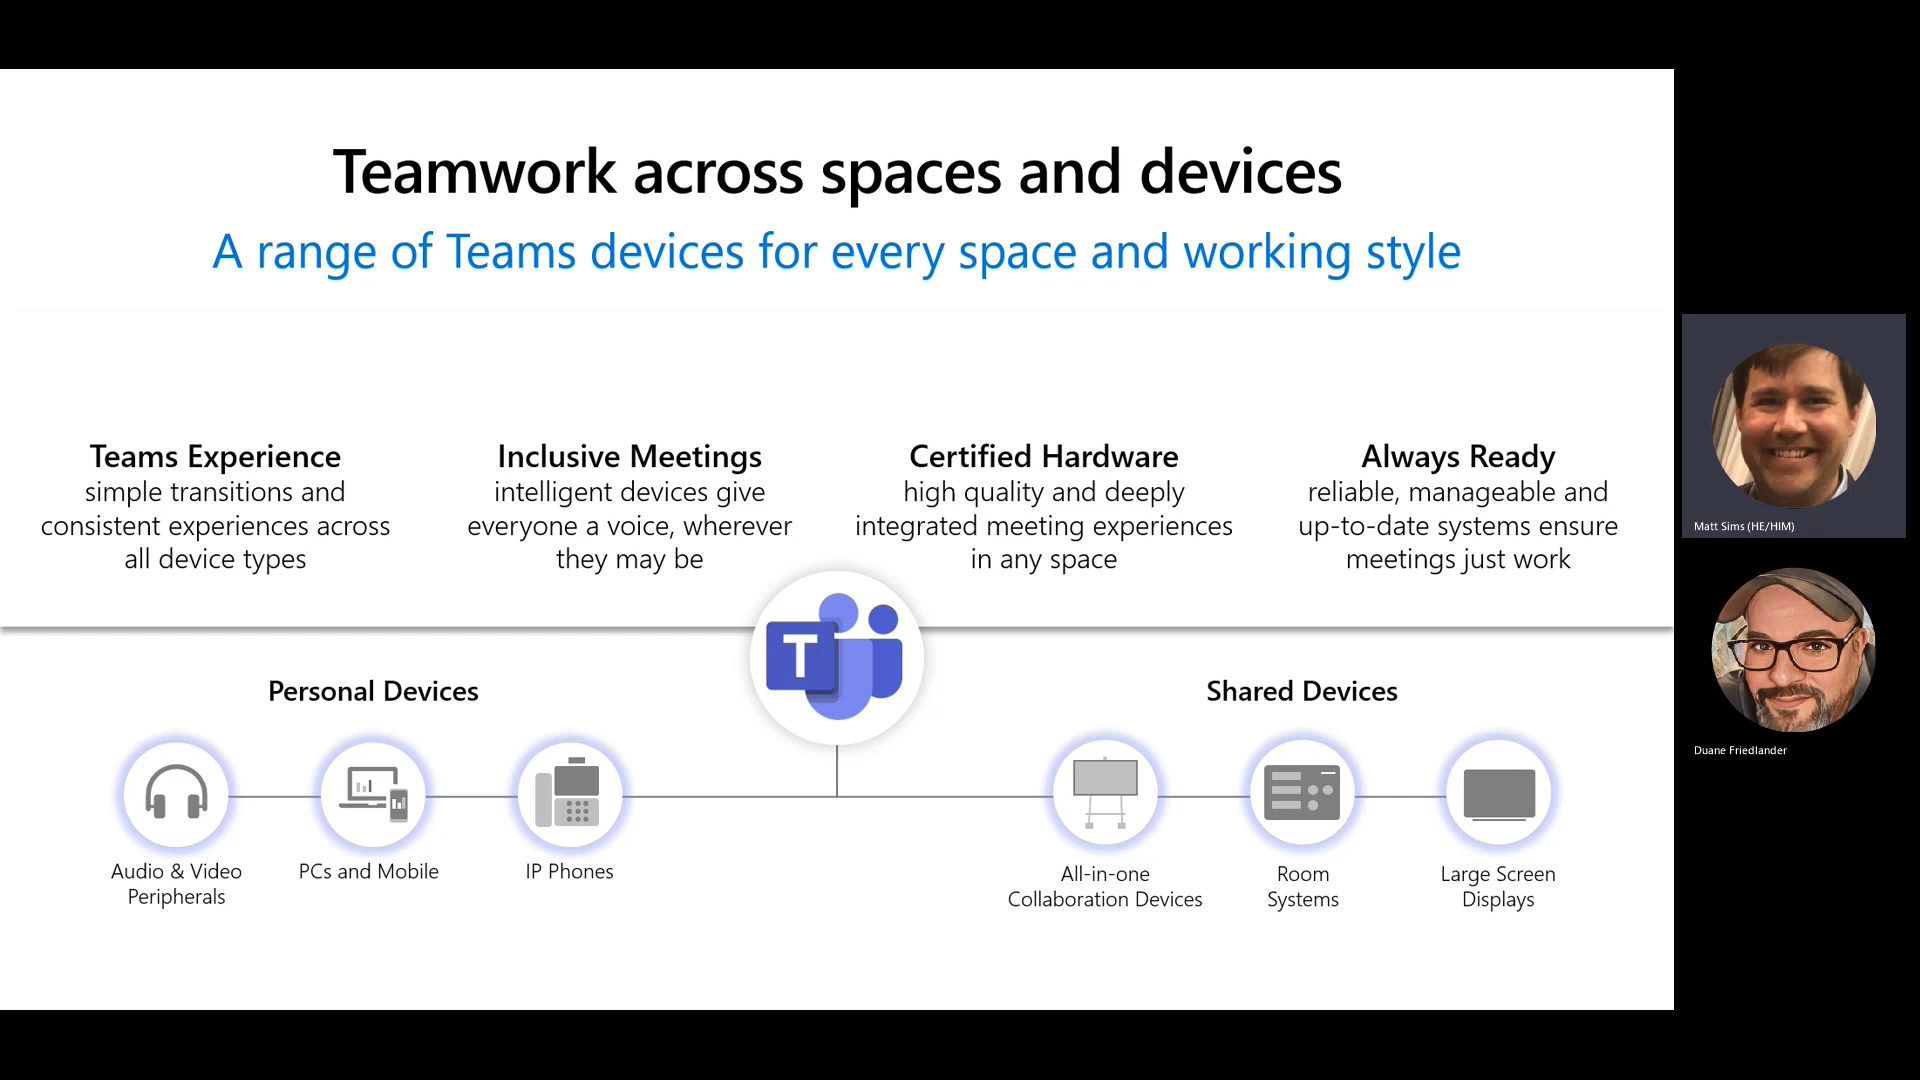 Teamwork across spaces and devices
A range of Teams devices for every space and working style
Teams Experience
simple transitions and
consistent experiences across
all device types
Inclusive Meetings
intelligent devices give
everyone a voice, wherever
they may be
Certified Hardware
high quality and deeply
integrated meeting experiences
in any space
Always Ready
reliable, manageable and
up-to-date systems ensure
meetings just work
T
Personal Devices
Audio & Video
Peripherals
PCs and Mobile
IP Phones
Shared Devices
All-in-one
Collaboration Devices
Room
Systems
Large Screen
Displays
Matt Sims (HE/HIM)
Duane Friedlander